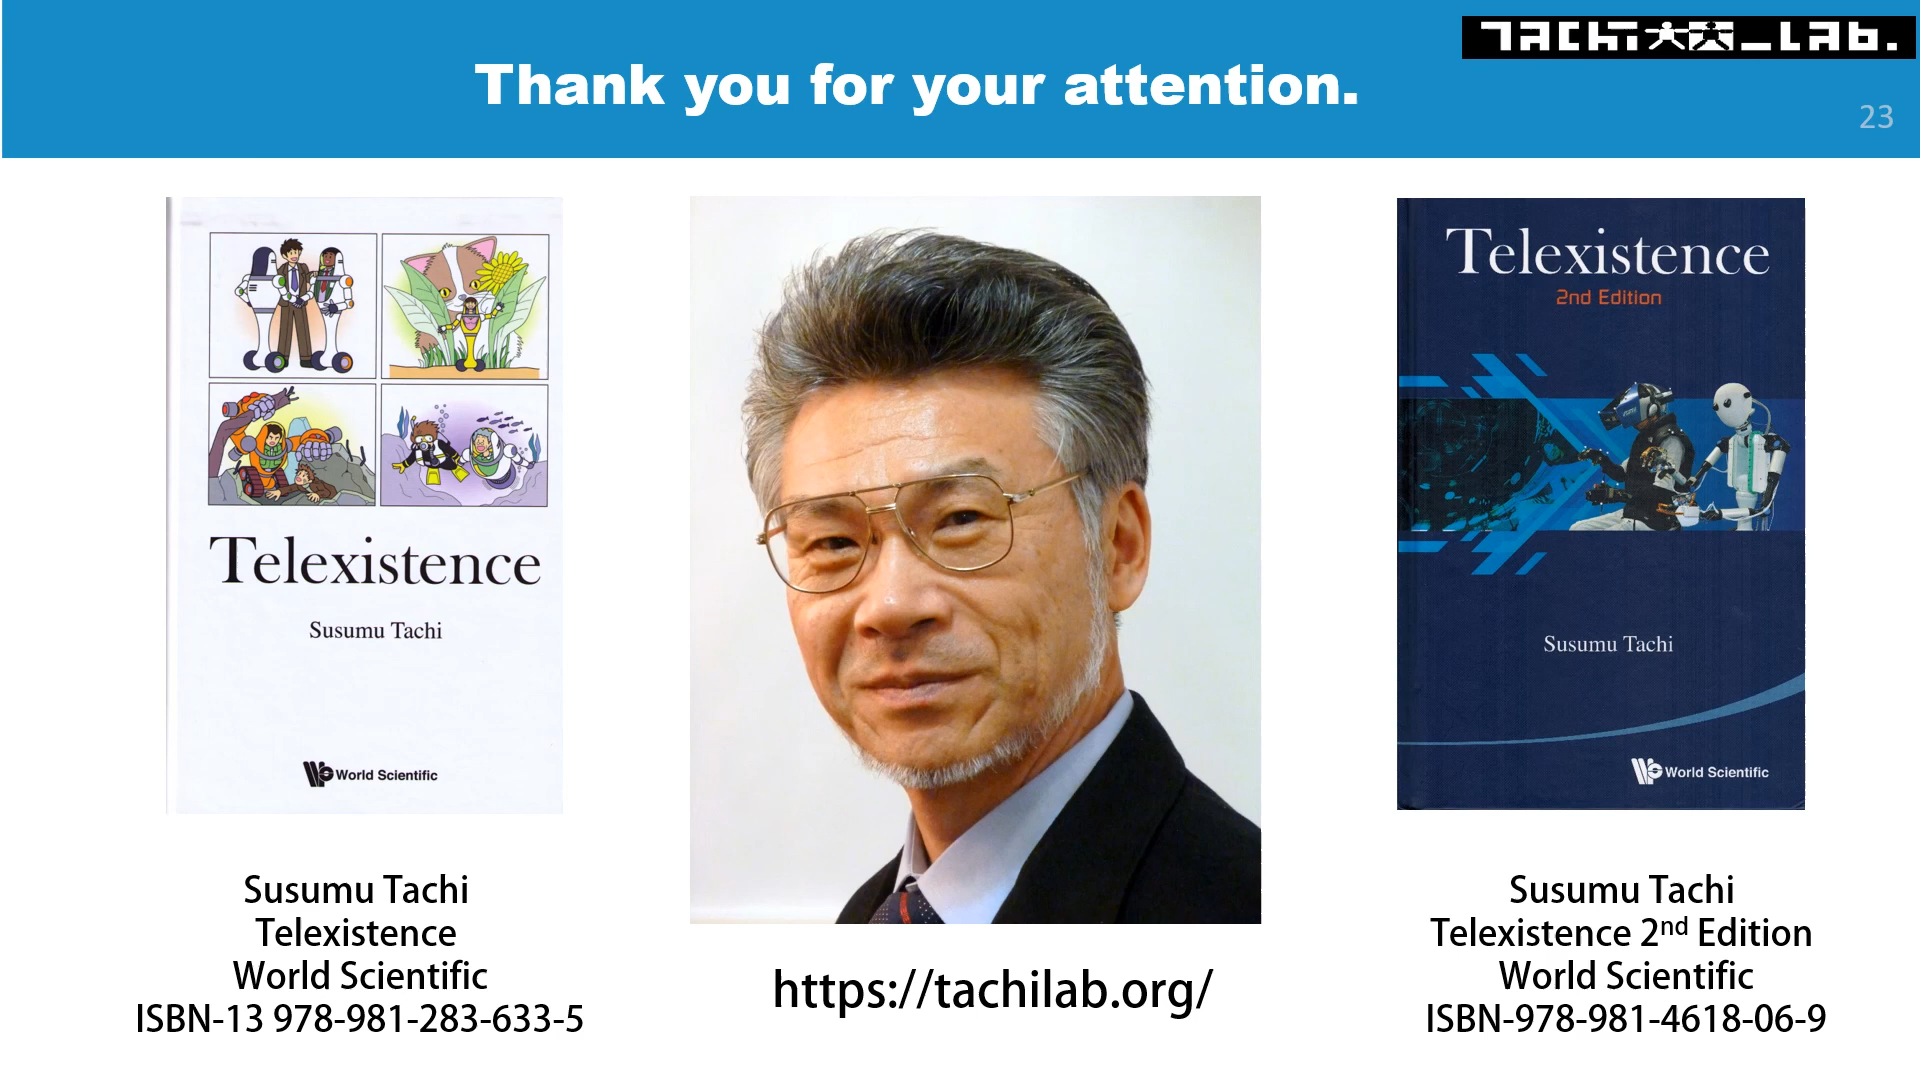 TACHI_LAB.
Thank you for your attention.
23
Telexistence
Susumu Tachi
World Scientific
Telexistence
2nd Edition
Susumu Tachi
World Scientific
Susumu Tachi
Telexistence
World Scientific
ISBN-13 978-981-283-633-5
https://tachilab.org/
Susumu Tachi
Telexistence 2nd Edition
World Scientific
ISBN-978-981-4618-06-9